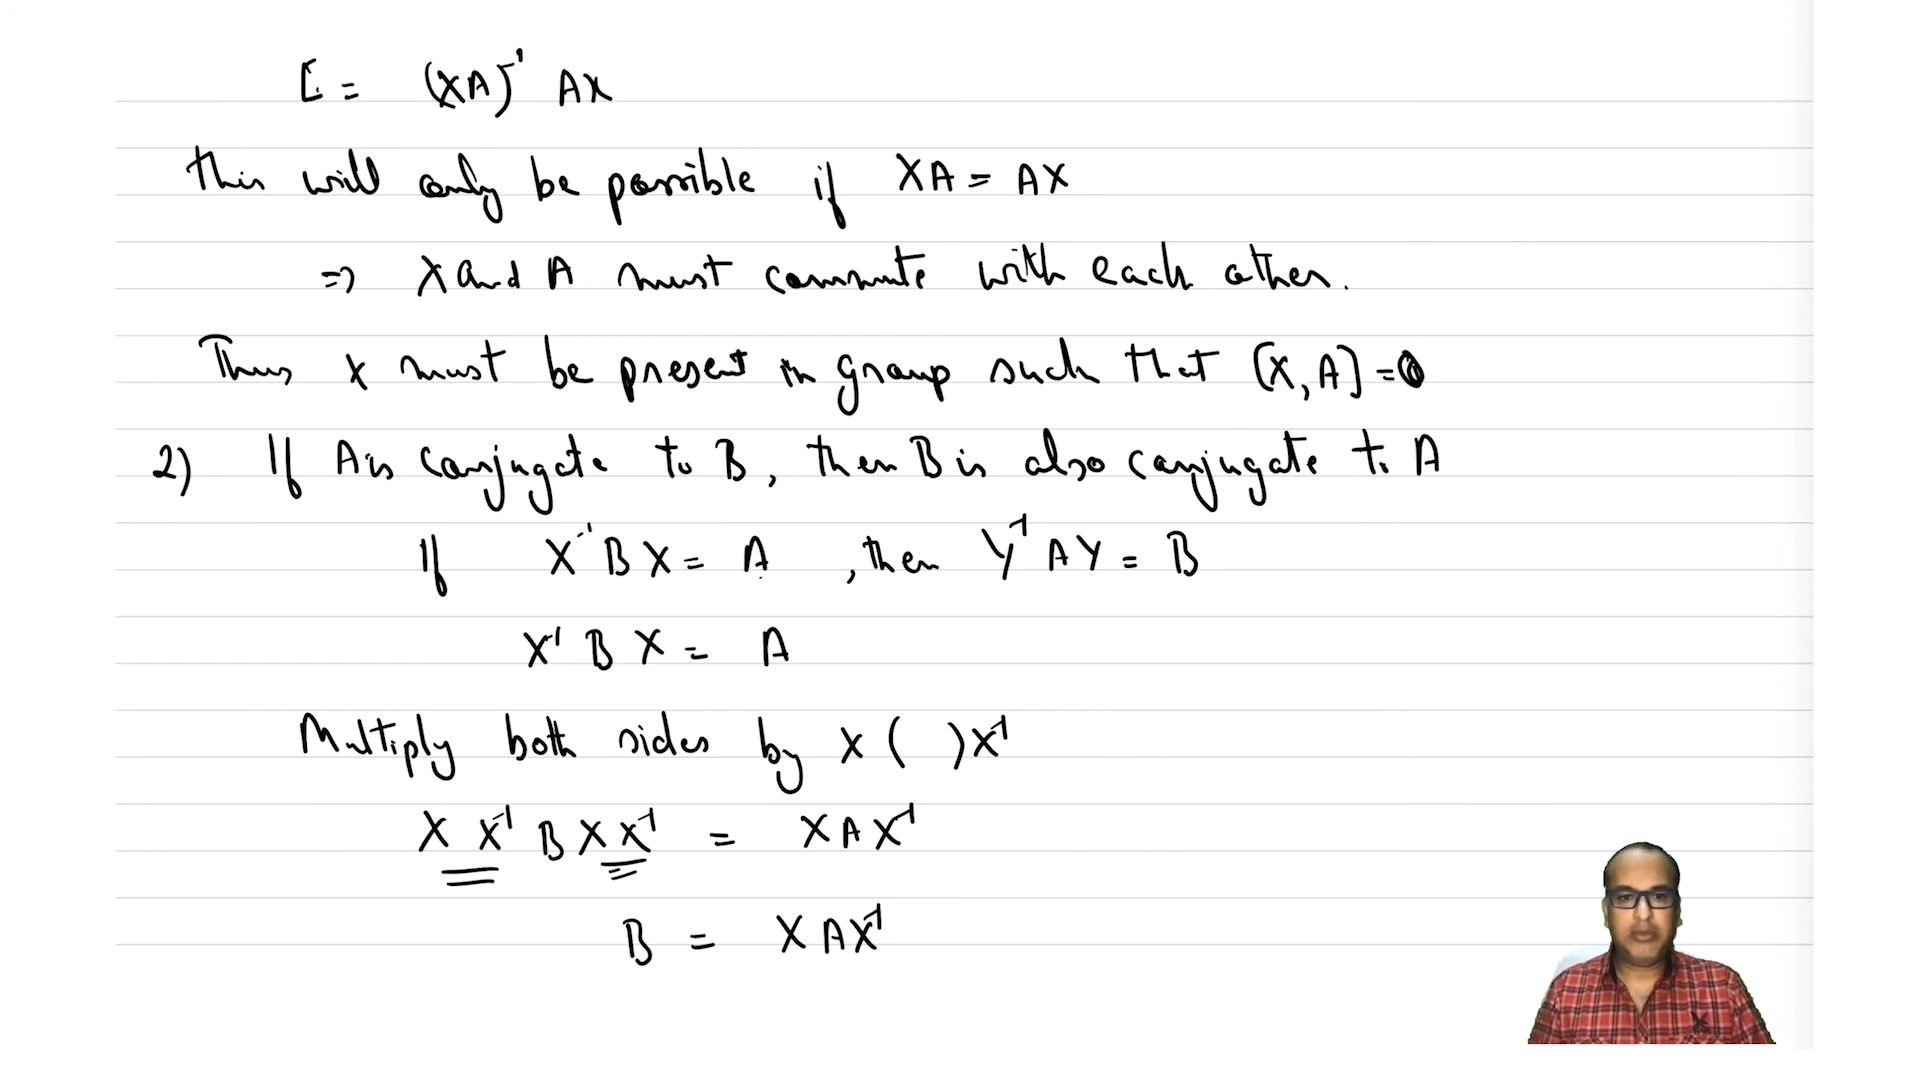 E = (XA)⁻¹ AX
This will only be possible if XA = AX
=> X and A must commute with each other.
Thus X must be present in group such that [X, A] = 0
2) If A is conjugate to B, then B is also conjugate to A
If X⁻¹ B X = A , then Y⁻¹ A Y = B
X⁻¹ B X = A
Multiply both sides by X ( ) X⁻¹
X X⁻¹ B X X⁻¹ = X A X⁻¹
B = X A X⁻¹